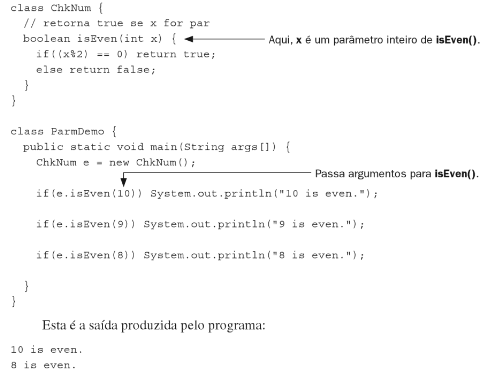 class ChkNum {
// retorna true se x for par
boolean isEven(int x) {
Aqui, x é um parâmetro inteiro de isEven().
if((x%2) == 0) return true;
else return false;
}
}
class ParmDemo {
public static void main(String args[]) {
ChkNum e = new ChkNum();
Passa argumentos para isEven().
if(e.isEven(10)) System.out.println("10 is even.");
if(e.isEven(9)) System.out.println("9 is even.");
if(e.isEven(8)) System.out.println("8 is even.");
}
}
Esta é a saída produzida pelo programa:
10 is even.
8 is even.